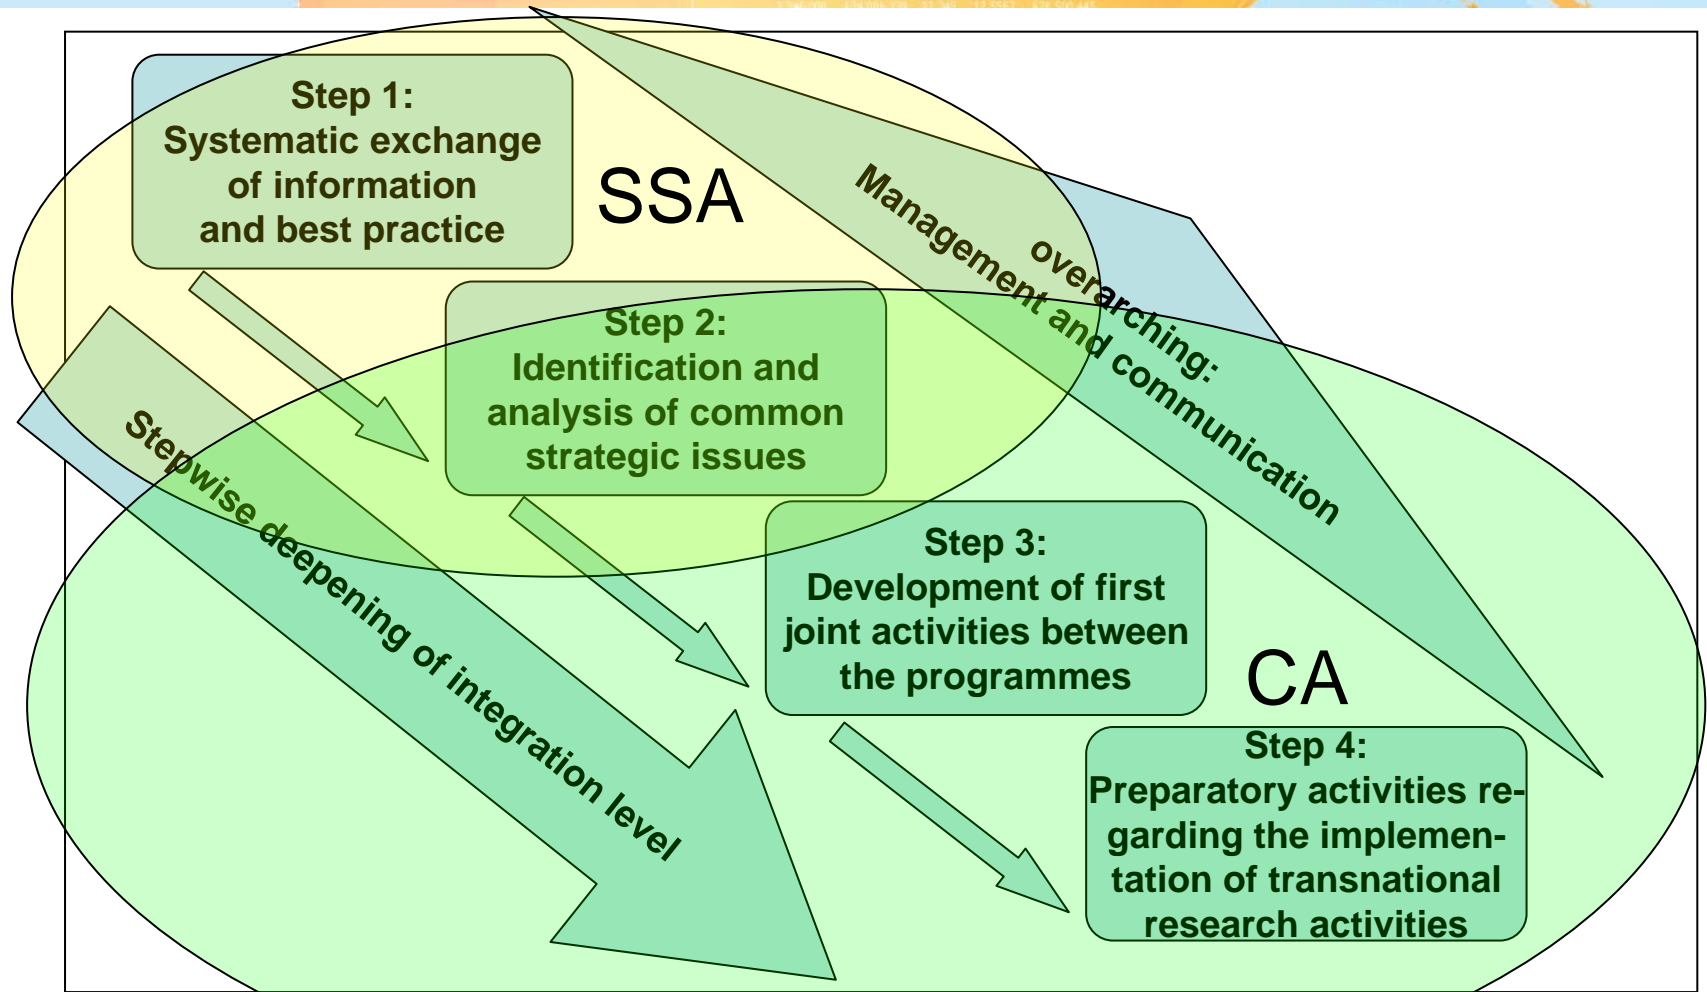 Step 1:
Systematic exchange
of information
and best practice
SSA
overarching:
Management and communication
Step 2:
Identification and
analysis of common
strategic issues
Stepwise deepening of integration level
Step 3:
Development of first
joint activities between
the programmes
CA
Step 4:
Preparatory activities re-
garding the implemen-
tation of transnational
research activities